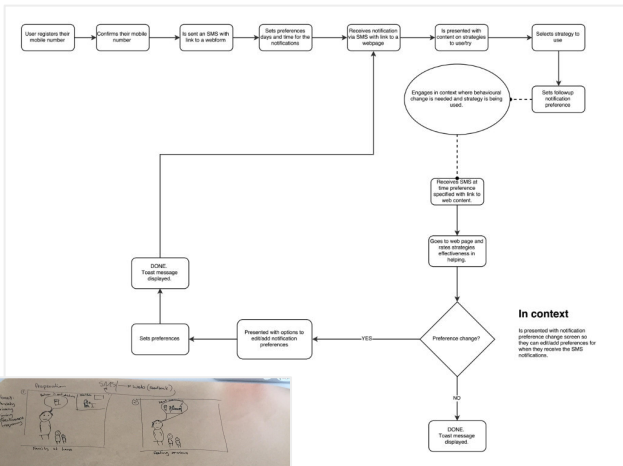 User registers their
mobile number
Confirms their mobile
number
Is sent an SMS with
link to a webform
Sets preferences
days and time for the
notifications
Receives notification
via SMS with link to a
webpage
Is presented with
content on strategies
to use/try
Selects strategy to
use
Sets followup
notification
preference
Engages in context where behavioural
change is needed and strategy is being
used.
Receives SMS at
time preference
specified with link to
web content.
Goes to web page and
rates strategies
effectiveness in
helping.
Preference change?
YES
Presented with options to
edit/add notification
preferences
Sets preferences
DONE.
Toast message
displayed.
NO
DONE.
Toast message
displayed.
In context
Is presented with notification
preference change screen so
they can edit/add preferences for
when they receive the SMS
notifications.